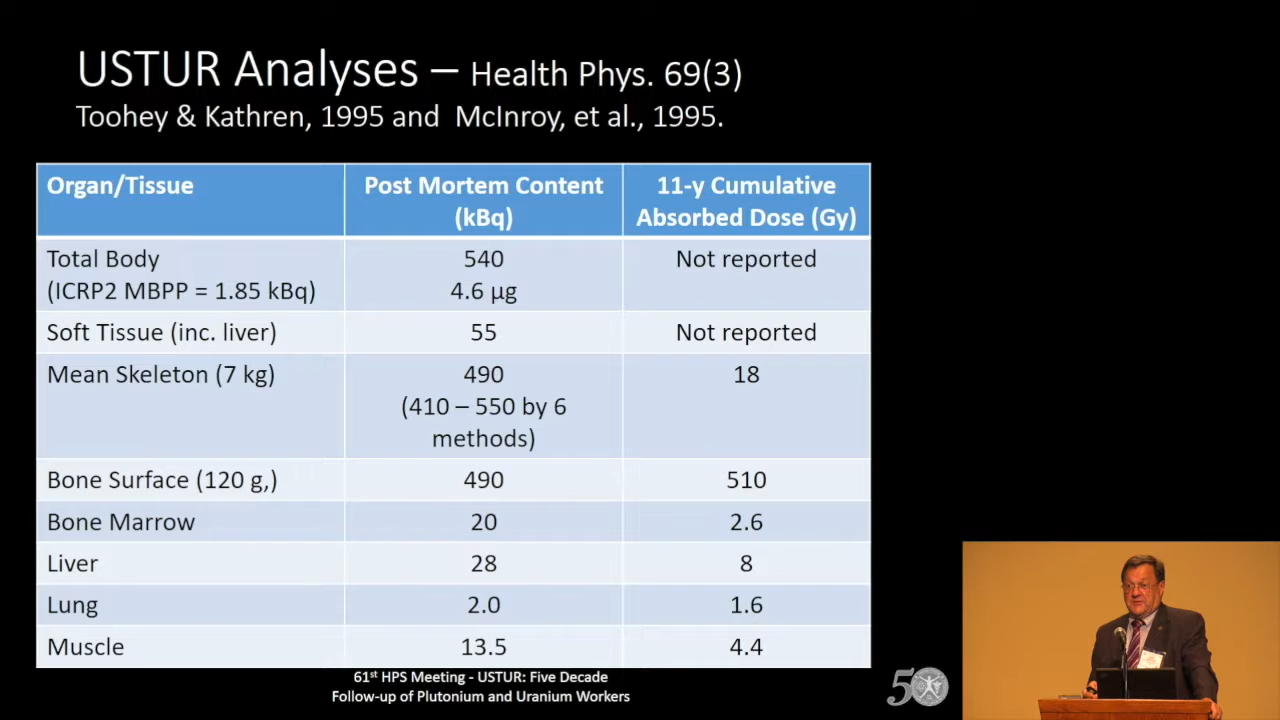 USTUR Analyses – Health Phys. 69(3)
Toohey & Kathren, 1995 and McInroy, et al., 1995.
Organ/Tissue
Post Mortem Content
(kBq)
11-y Cumulative
Absorbed Dose (Gy)
Total Body
(ICRP2 MBPP = 1.85 kBq)
540
4.6 µg
Not reported
Soft Tissue (inc. liver)
55
Not reported
Mean Skeleton (7 kg)
490
(410 – 550 by 6
methods)
18
Bone Surface (120 g,)
490
510
Bone Marrow
20
2.6
Liver
28
8
Lung
2.0
1.6
Muscle
13.5
4.4
61st HPS Meeting - USTUR: Five Decade
Follow-up of Plutonium and Uranium Workers
50